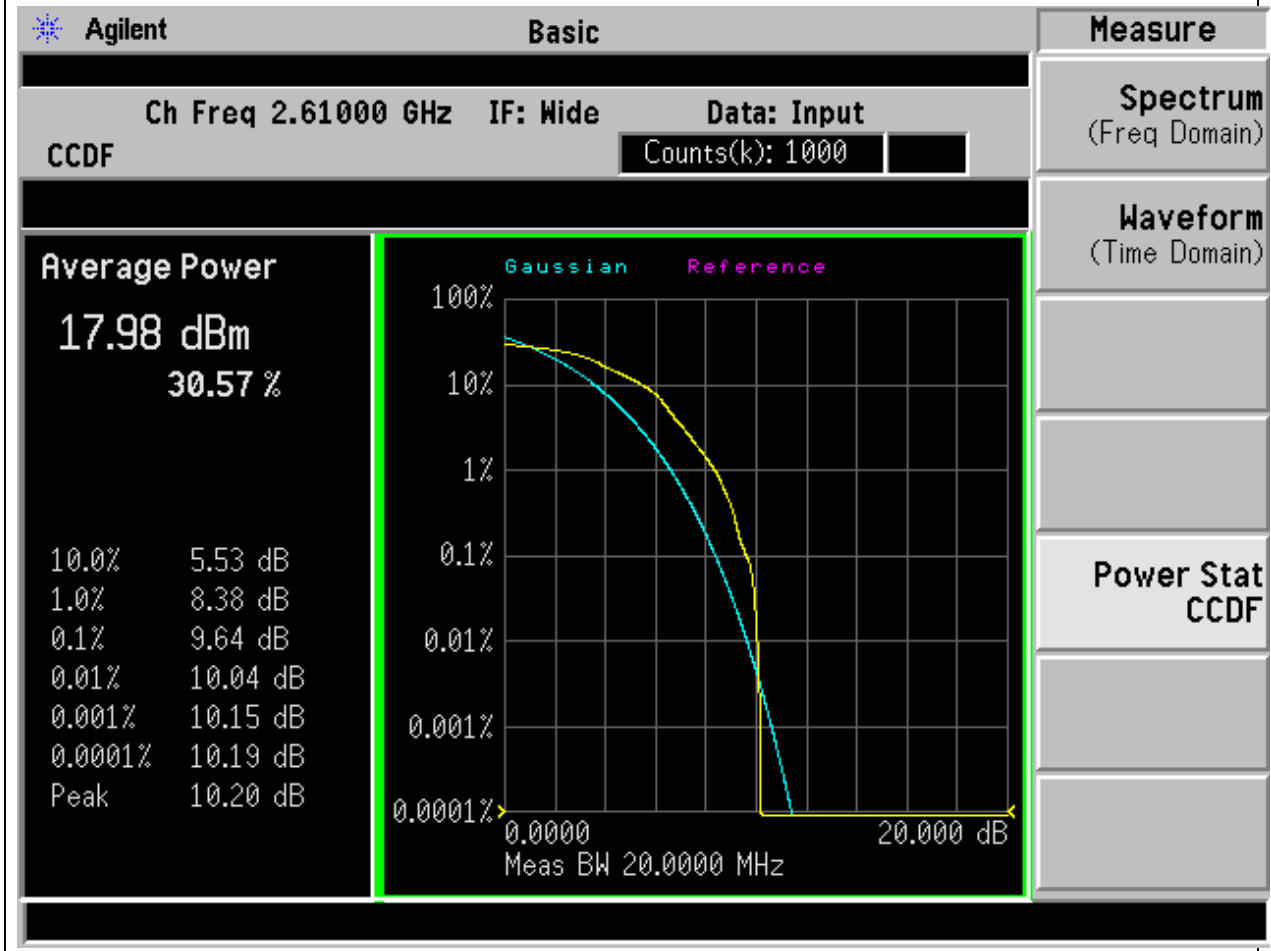 Agilent
Basic
Measure
Ch Freq 2.61000 GHz IF: Wide Data: Input
CCDF
Counts(k): 1000
Spectrum
(Freq Domain)
Waveform
(Time Domain)
Power Stat
CCDF
Average Power
17.98 dBm
30.57 %
10.0% 5.53 dB
1.0% 8.38 dB
0.1% 9.64 dB
0.01% 10.04 dB
0.001% 10.15 dB
0.0001% 10.19 dB
Peak 10.20 dB
Gaussian Reference
100%
10%
1%
0.1%
0.01%
0.001%
0.0001%
0.0000 20.000 dB
Meas BW 20.0000 MHz